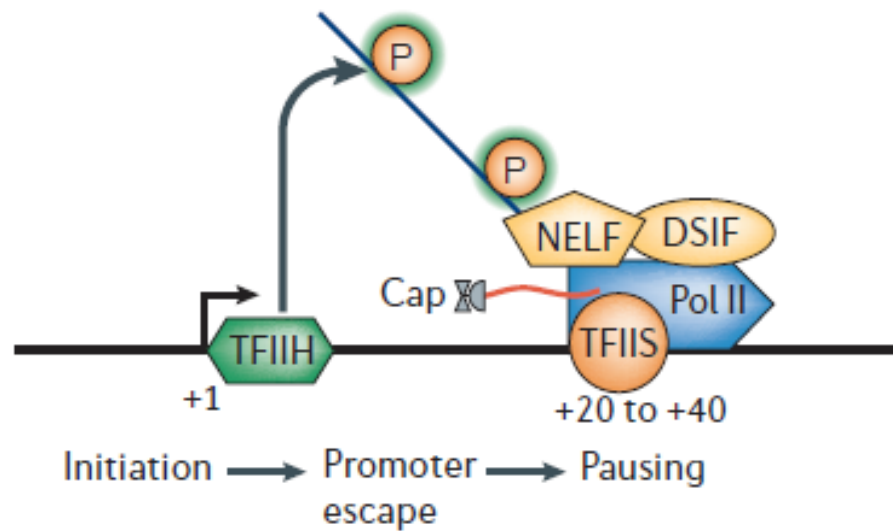 P
P
NELF
DSIF
Cap
Pol II
TFIIH
TFIIS
+1
+20 to +40
Initiation
Promoter
escape
Pausing